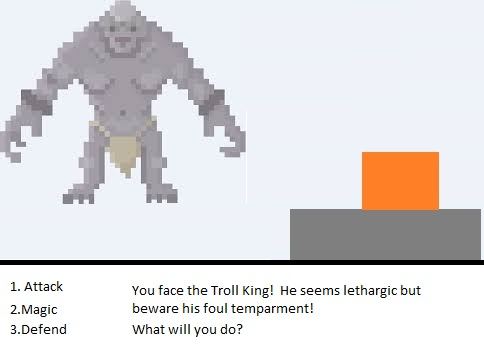 1. Attack
2.Magic
3.Defend
You face the Troll King!  He seems lethargic but
beware his foul temparment!
What will you do?